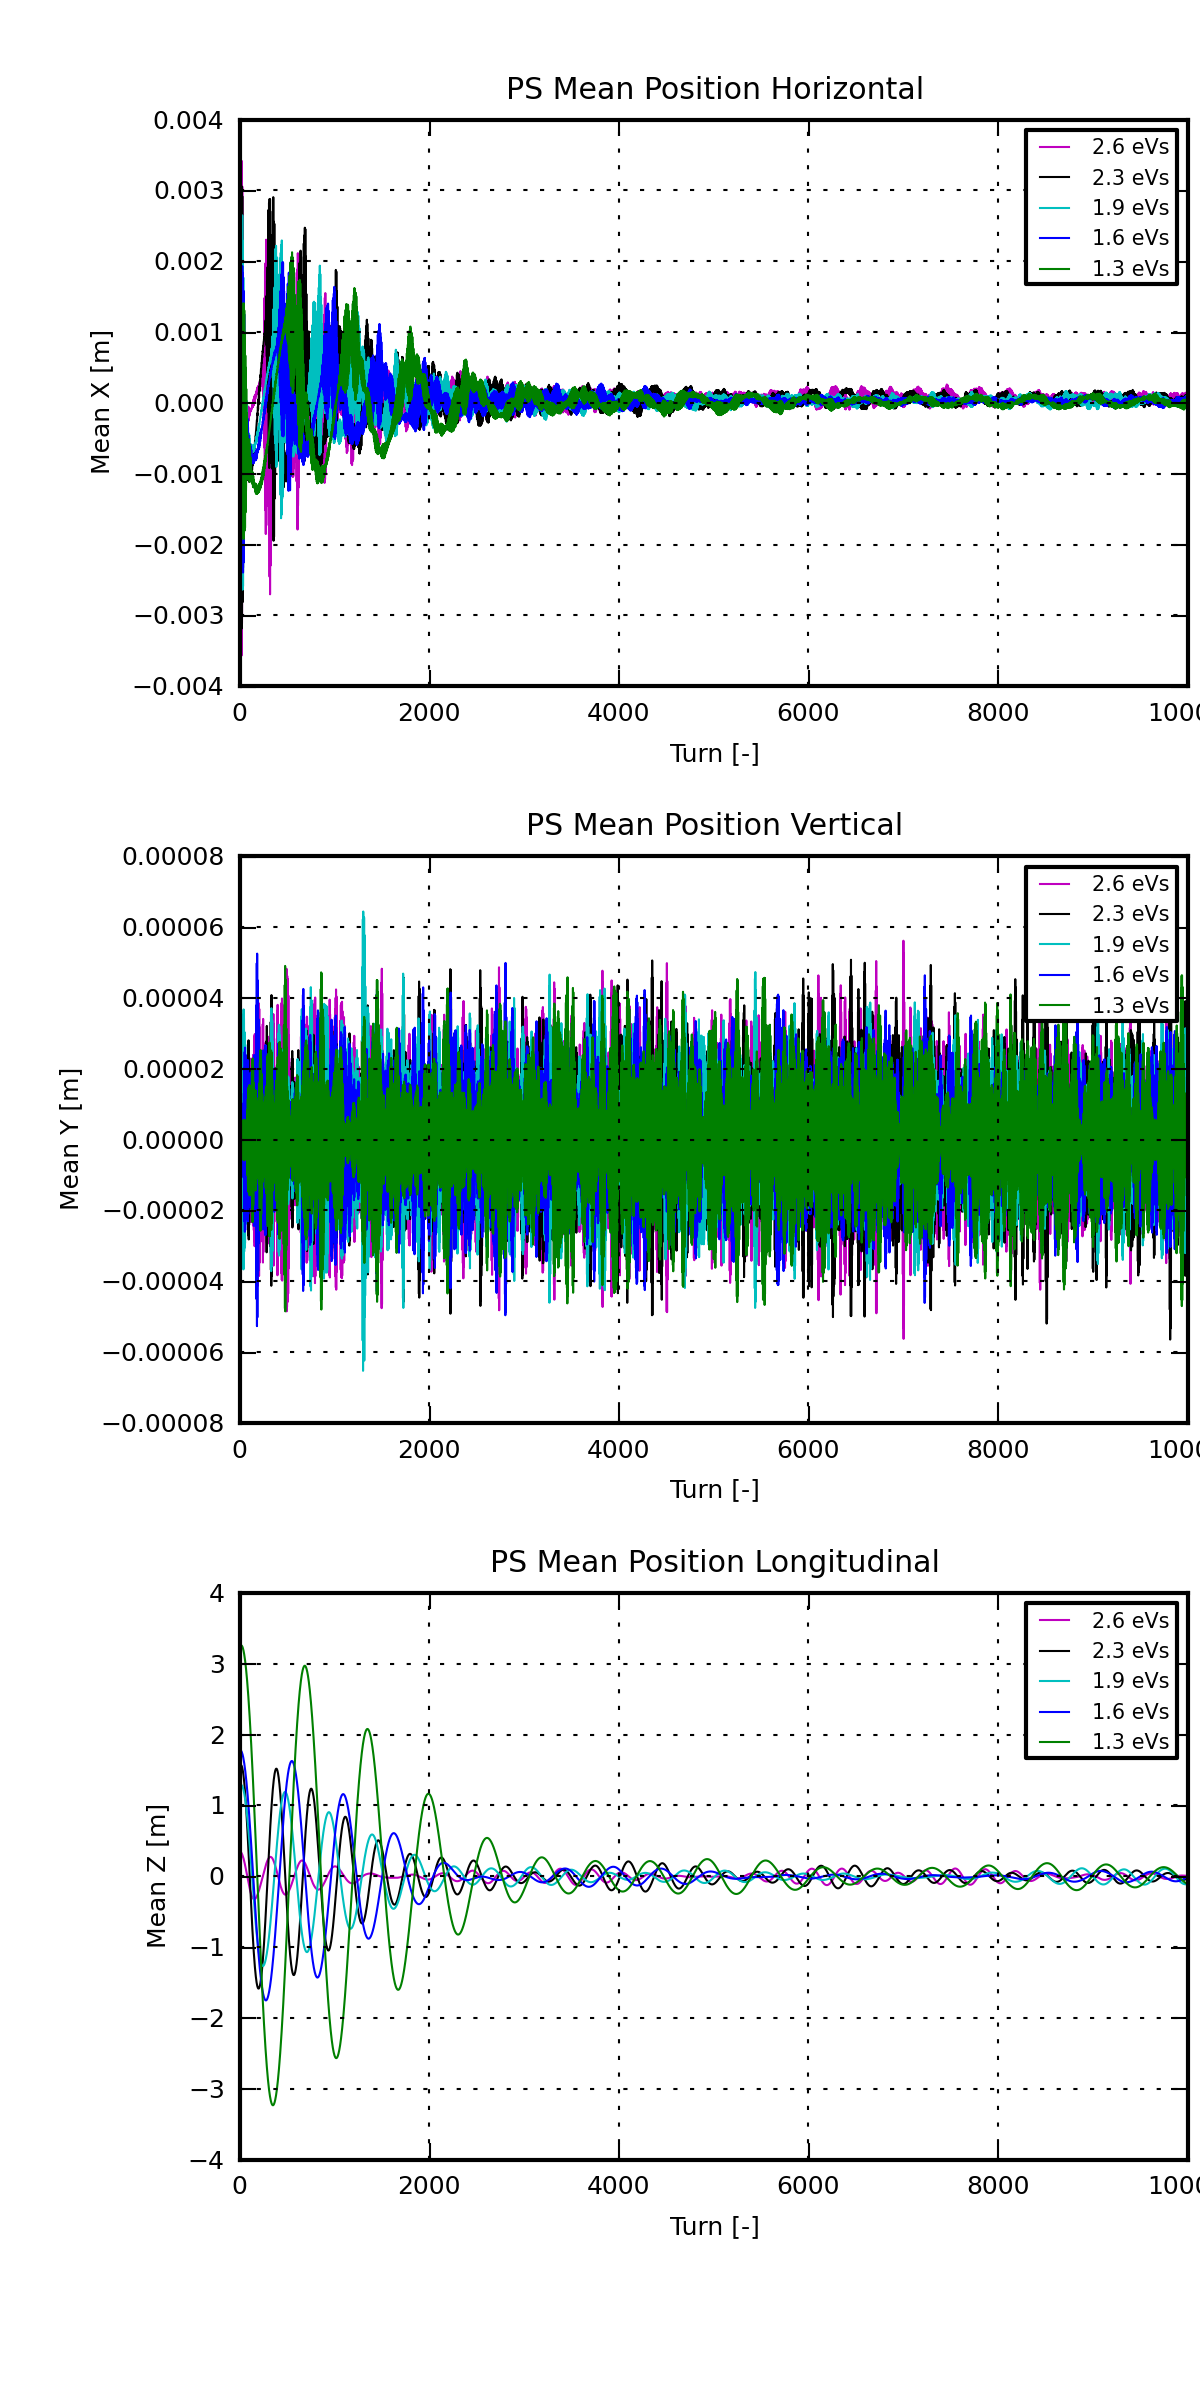 PS Mean Position Horizontal
0.004
0.003
0.002
0.001
0.000
−0.001
−0.002
−0.003
−0.004
Mean X [m]
2.6 eVs
2.3 eVs
1.9 eVs
1.6 eVs
1.3 eVs
0 2000 4000 6000 8000 1000
Turn [-]
PS Mean Position Vertical
0.00008
0.00006
0.00004
0.00002
0.00000
−0.00002
−0.00004
−0.00006
−0.00008
Mean Y [m]
2.6 eVs
2.3 eVs
1.9 eVs
1.6 eVs
1.3 eVs
0 2000 4000 6000 8000 1000
Turn [-]
PS Mean Position Longitudinal
4
3
2
1
0
−1
−2
−3
−4
Mean Z [m]
2.6 eVs
2.3 eVs
1.9 eVs
1.6 eVs
1.3 eVs
0 2000 4000 6000 8000 1000
Turn [-]